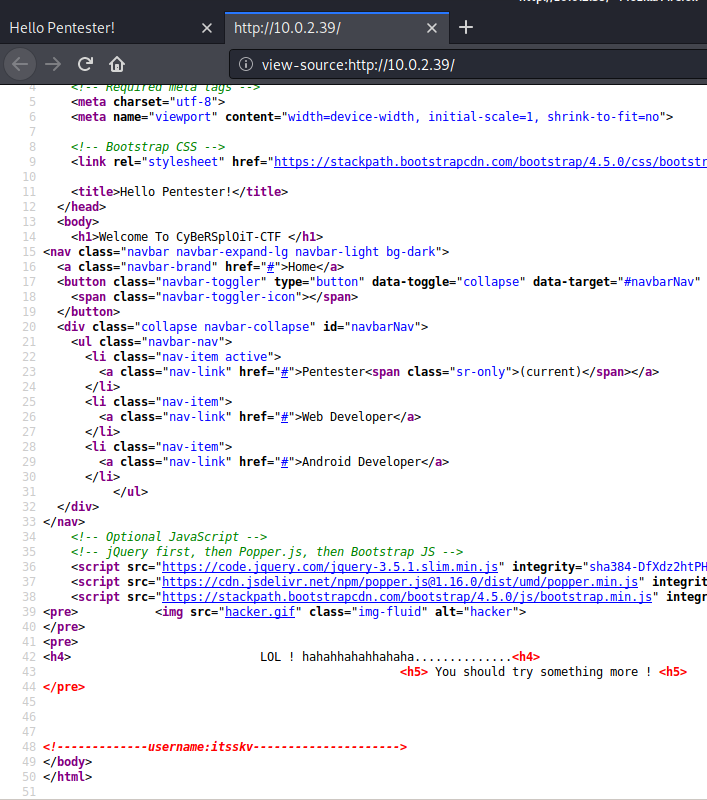 Hello Pentester!
http://10.0.2.39/
view-source:http://10.0.2.39/
4 <!-- Required meta tags -->
5 <meta charset="utf-8">
6 <meta name="viewport" content="width=device-width, initial-scale=1, shrink-to-fit=no">
7
8 <!-- Bootstrap CSS -->
9 <link rel="stylesheet" href="https://stackpath.bootstrapcdn.com/bootstrap/4.5.0/css/bootstr
10
11 <title>Hello Pentester!</title>
12 </head>
13 <body>
14 <h1>Welcome To CyBeRSplOiT-CTF </h1>
15 <nav class="navbar navbar-expand-lg navbar-light bg-dark">
16 <a class="navbar-brand" href="#">Home</a>
17 <button class="navbar-toggler" type="button" data-toggle="collapse" data-target="#navbarNav"
18 <span class="navbar-toggler-icon"></span>
19 </button>
20 <div class="collapse navbar-collapse" id="navbarNav">
21 <ul class="navbar-nav">
22 <li class="nav-item active">
23 <a class="nav-link" href="#">Pentester<span class="sr-only">(current)</span></a>
24 </li>
25 <li class="nav-item">
26 <a class="nav-link" href="#">Web Developer</a>
27 </li>
28 <li class="nav-item">
29 <a class="nav-link" href="#">Android Developer</a>
30 </li>
31 </ul>
32 </div>
33 </nav>
34 <!-- Optional JavaScript -->
35 <!-- jQuery first, then Popper.js, then Bootstrap JS -->
36 <script src="https://code.jquery.com/jquery-3.5.1.slim.min.js" integrity="sha384-DfXdz2htPH
37 <script src="https://cdn.jsdelivr.net/npm/popper.js@1.16.0/dist/umd/popper.min.js" integrit
38 <script src="https://stackpath.bootstrapcdn.com/bootstrap/4.5.0/js/bootstrap.min.js" integr
39 <pre> <img src="hacker.gif" class="img-fluid" alt="hacker">
40 </pre>
41 <pre>
42 <h4> LOL ! hahahhahahhahaha..............<h4>
43 <h5> You should try something more ! <h5>
44 </pre>
45
46
47
48 <!-------------username:itsskv--------------------->
49 </body>
50 </html>
51